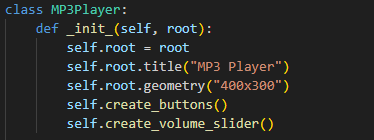 class MP3Player:
    def _init_(self, root):
        self.root = root
        self.root.title("MP3 Player")
        self.root.geometry("400x300")
        self.create_buttons()
        self.create_volume_slider()